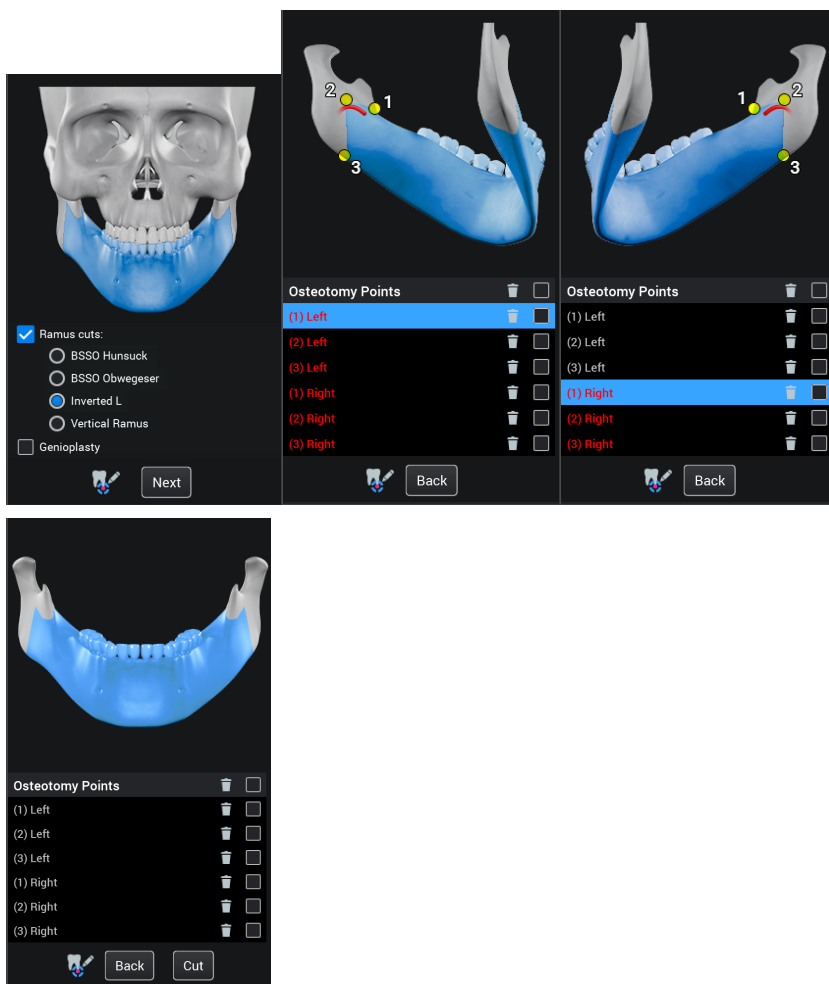 Ramus cuts:
BSSO Hunsuck
BSSO Obwegeser
Inverted L
Vertical Ramus
Genioplasty
Next
2
1
3
Osteotomy Points
(1) Left
(2) Left
(3) Left
(1) Right
(2) Right
(3) Right
Back
1
2
3
Osteotomy Points
(1) Left
(2) Left
(3) Left
(1) Right
(2) Right
(3) Right
Back
Osteotomy Points
(1) Left
(2) Left
(3) Left
(1) Right
(2) Right
(3) Right
Back Cut